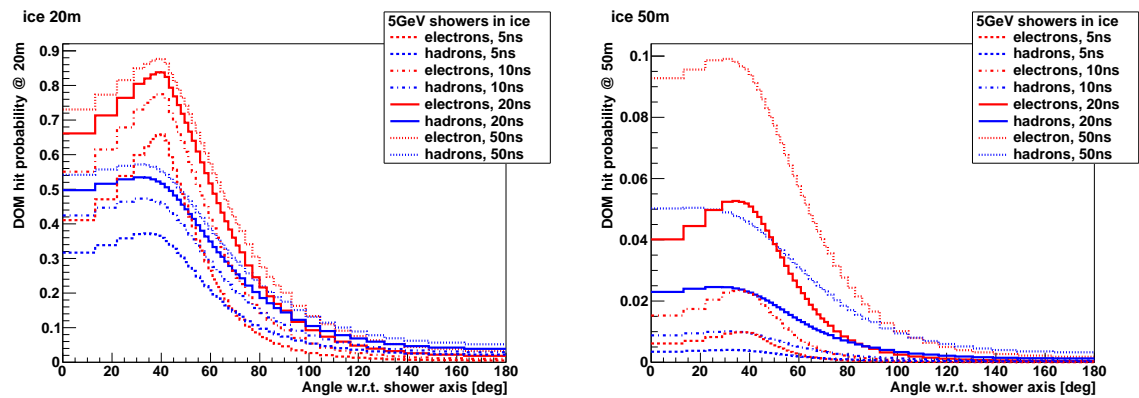 ice 20m
5GeV showers in ice
electrons, 5ns
hadrons, 5ns
electrons, 10ns
hadrons, 10ns
electrons, 20ns
hadrons, 20ns
electron, 50ns
hadrons, 50ns
DOM hit probability @ 20m
0.9
0.8
0.7
0.6
0.5
0.4
0.3
0.2
0.1
0
0 20 40 60 80 100 120 140 160 180
Angle w.r.t. shower axis [deg]
ice 50m
5GeV showers in ice
electrons, 5ns
hadrons, 5ns
electrons, 10ns
hadrons, 10ns
electrons, 20ns
hadrons, 20ns
electron, 50ns
hadrons, 50ns
DOM hit probability @ 50m
0.1
0.08
0.06
0.04
0.02
0
0 20 40 60 80 100 120 140 160 180
Angle w.r.t. shower axis [deg]